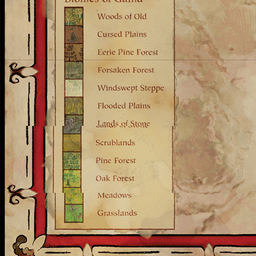 Biomes of
Woods of Old
Cursed Plains
Eerie Pine Forest
Forsaken Forest
Windswept Steppe
Flooded Plains
Lands of Stone
Scrublands
Pine Forest
Oak Forest
Meadows
Grasslands